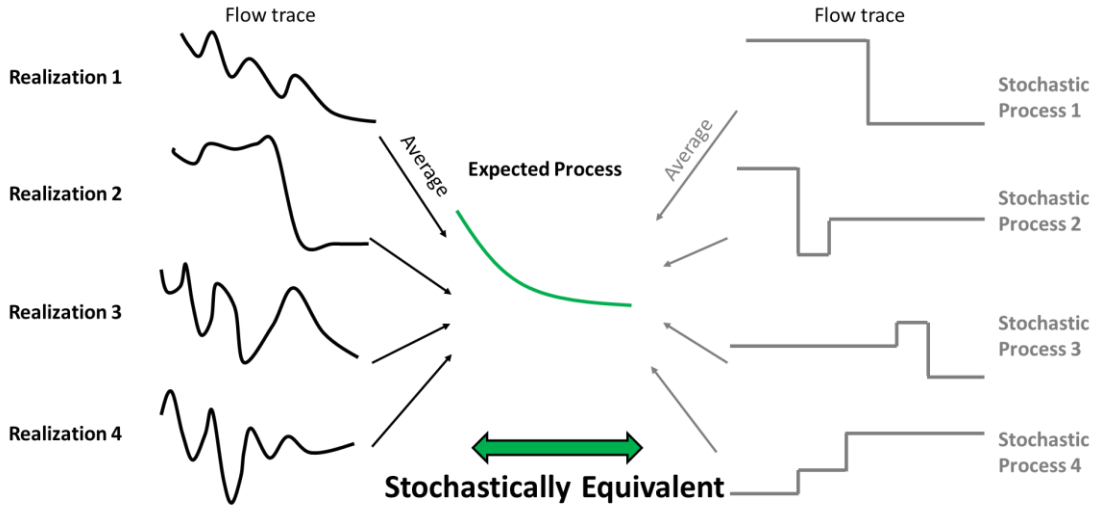 Flow trace
Realization 1
Realization 2
Realization 3
Realization 4
Average
Expected Process
Stochastically Equivalent
Average
Flow trace
Stochastic
Process 1
Stochastic
Process 2
Stochastic
Process 3
Stochastic
Process 4